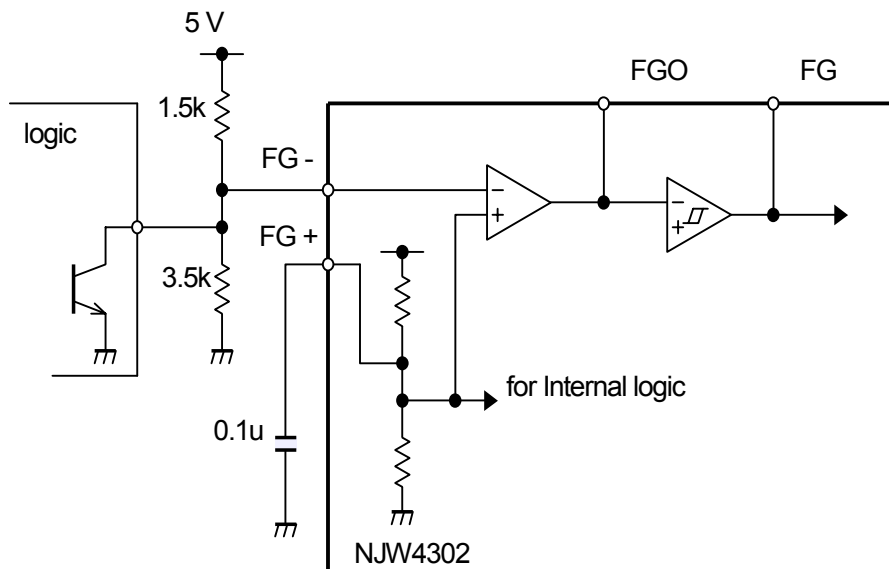 5 V
FGO
FG
1.5k
logic
FG -
−
+
−
+
FG +
3.5k
for Internal logic
0.1u
NJW4302